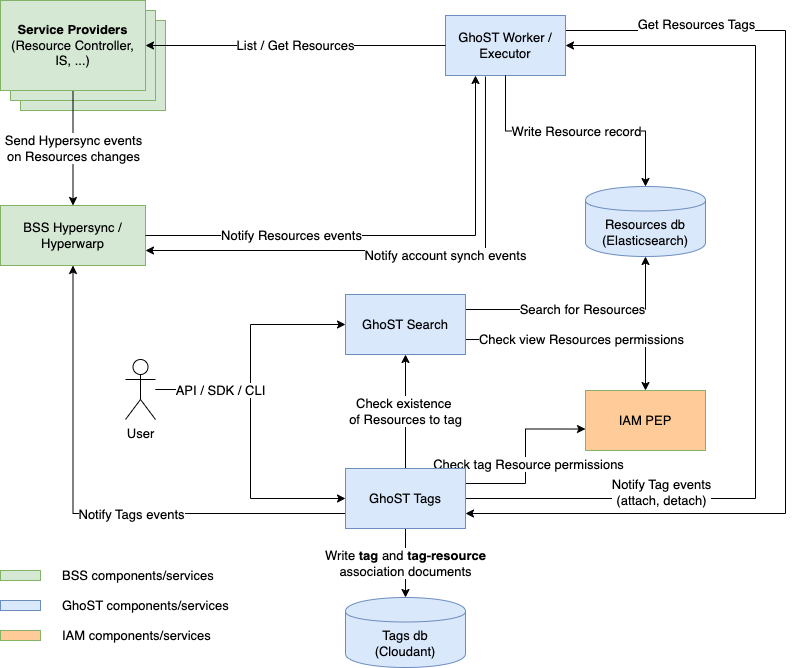 Service Providers
(Resource Controller,
IS, ...)
List / Get Resources
GhoST Worker /
Executor
Get Resources Tags
Send Hypersync events
on Resources changes
Write Resource record
BSS Hypersync /
Hyperwarp
Notify Resources events
Notify account synch events
Resources db
(Elasticsearch)
GhoST Search
Search for Resources
Check view Resources permissions
User
API / SDK / CLI
Check existence
of Resources to tag
IAM PEP
Check tag Resource permissions
GhoST Tags
Notify Tag events
(attach, detach)
Notify Tags events
Write tag and tag-resource
association documents
BSS components/services
GhoST components/services
IAM components/services
Tags db
(Cloudant)